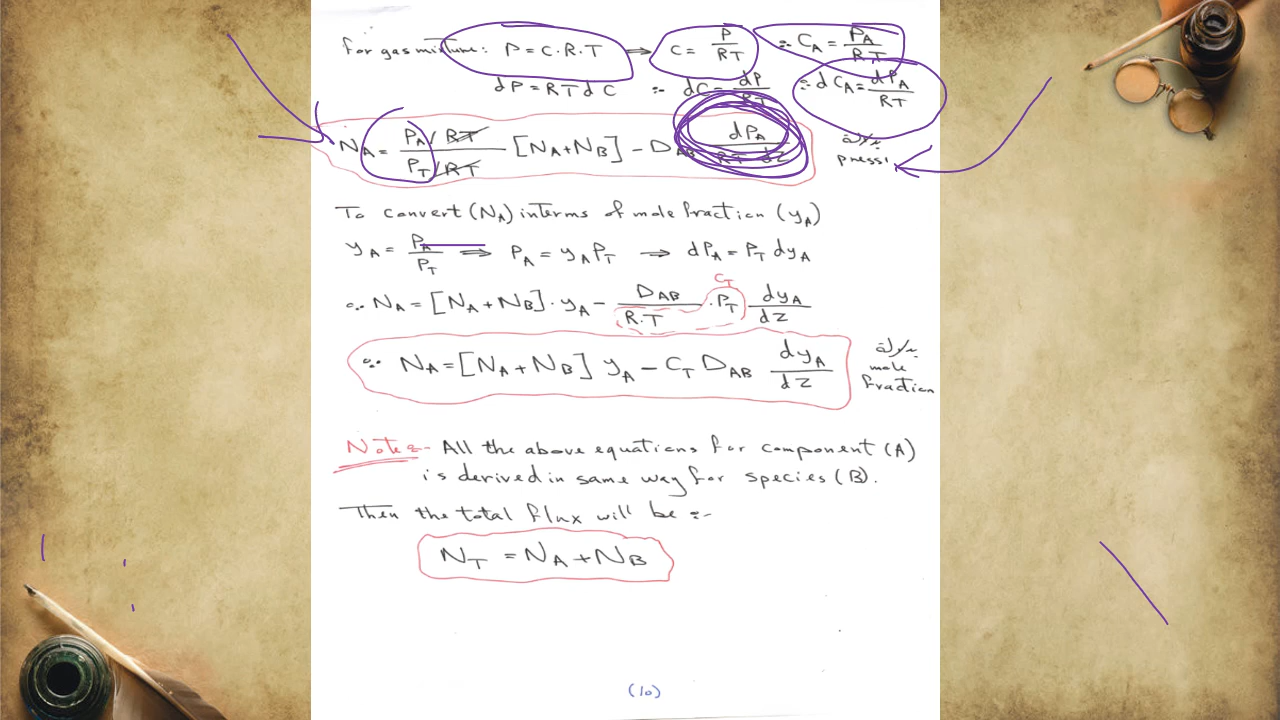 For gas mixture: P = C·R·T ⟹ C = P/RT ∴ C_A = P_A/RT
dP = RT dC ∴ dC = dP/RT ∴ dC_A = dP_A/RT
N_A = (P_A/RT)/(P_T/RT) [N_A+N_B] − D_AB dP_A/(RT dZ) بدلالة
To convert (N_A) interms of mole fraction (y_A)
y_A = P_A/P_T ⟹ P_A = y_A P_T → dP_A = P_T dy_A
C_T
∴ N_A = [N_A+N_B]·y_A − D_AB/R.T ·P_T dy_A/dZ
∴ N_A = [N_A+N_B] y_A − C_T D_AB dy_A/dZ بدلالة mole fraction
Note:- All the above equations for component (A)
is derived in same way for species (B).
Then the total flux will be :-
N_T = N_A + N_B
(10)